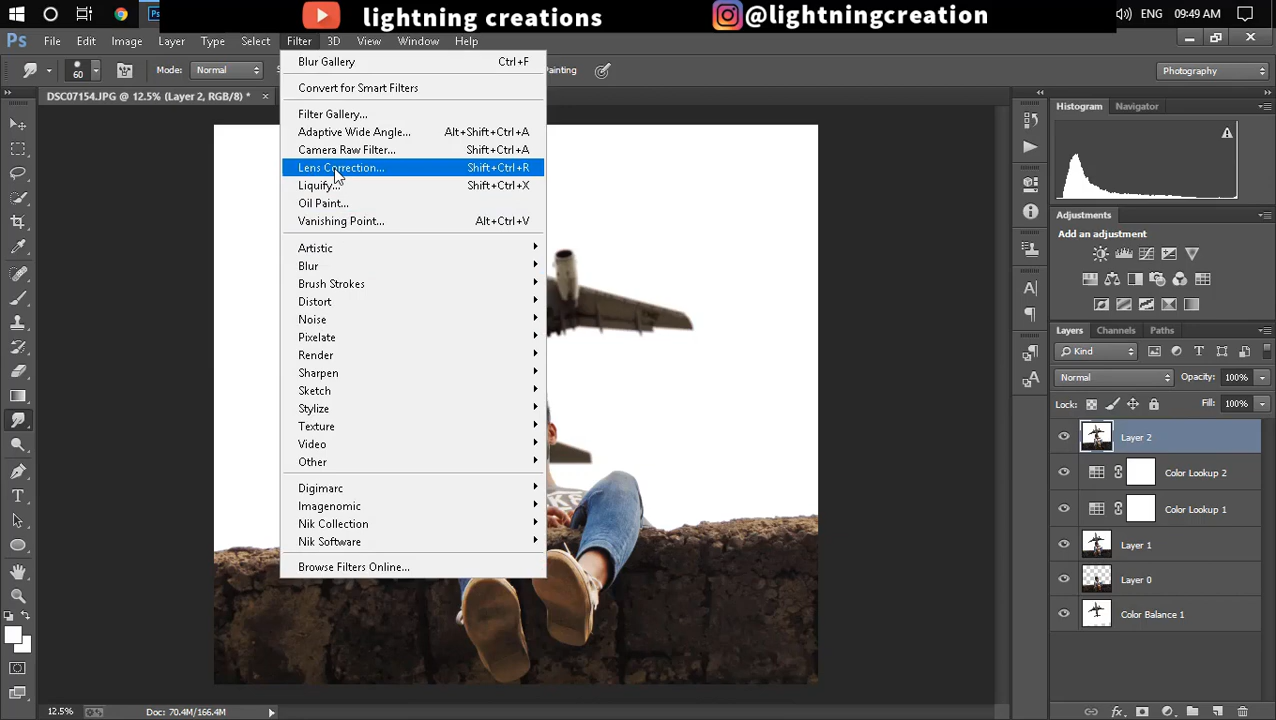 lightning creations
@lightningcreation
ENG
09:49 AM
Ps
Ps
File Edit Image Layer Type Select Filter 3D View Window Help
60
Mode: Normal
Painting
Photography
DSC07154.JPG @ 12.5% (Layer 2, RGB/8) *
Blur Gallery Ctrl+F
Convert for Smart Filters
Filter Gallery...
Adaptive Wide Angle... Alt+Shift+Ctrl+A
Camera Raw Filter... Shift+Ctrl+A
Lens Correction... Shift+Ctrl+R
Liquify... Shift+Ctrl+X
Oil Paint...
Vanishing Point... Alt+Ctrl+V
Artistic
Blur
Brush Strokes
Distort
Noise
Pixelate
Render
Sharpen
Sketch
Stylize
Texture
Video
Other
Digimarc
Imagenomic
Nik Collection
Nik Software
Browse Filters Online...
Histogram Navigator
Adjustments
Add an adjustment
Layers Channels Paths
Kind
Normal Opacity: 100%
Lock: Fill: 100%
Layer 2
Color Lookup 2
Color Lookup 1
Layer 1
Layer 0
Color Balance 1
12.5% Doc: 70.4M/166.4M